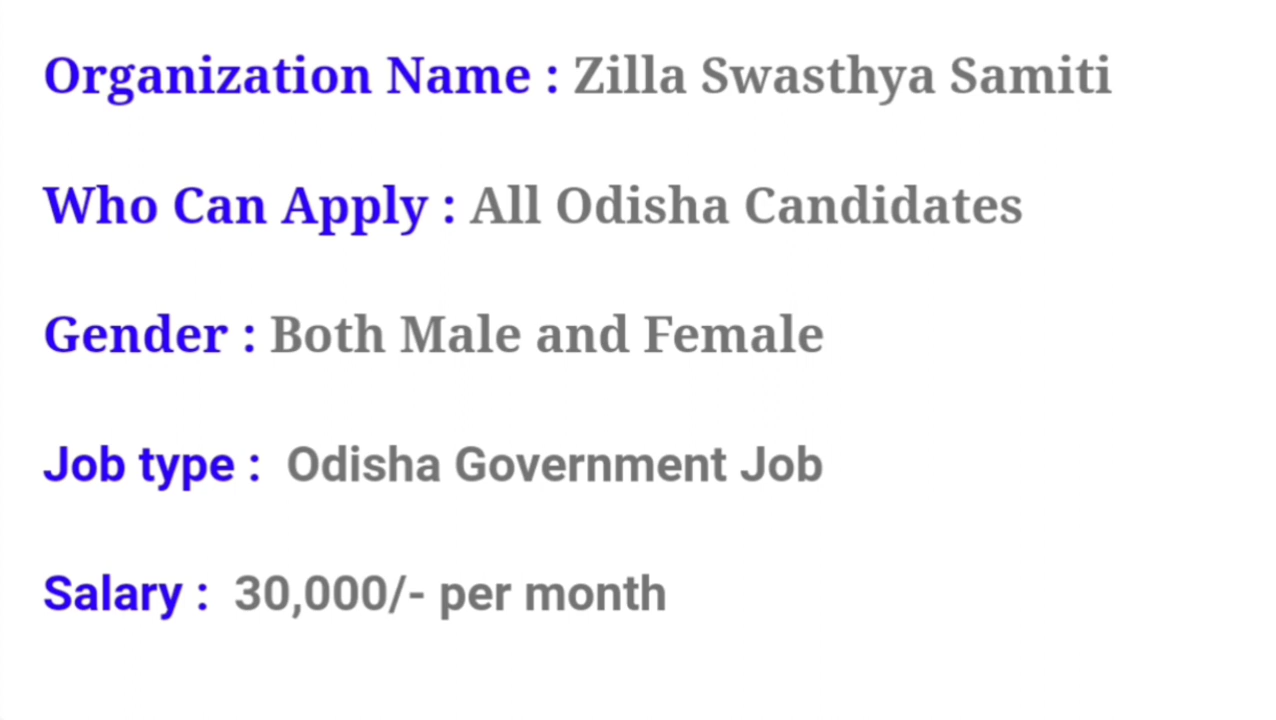 Organization Name : Zilla Swasthya Samiti
Who Can Apply : All Odisha Candidates
Gender : Both Male and Female
Job type : Odisha Government Job
Salary : 30,000/- per month